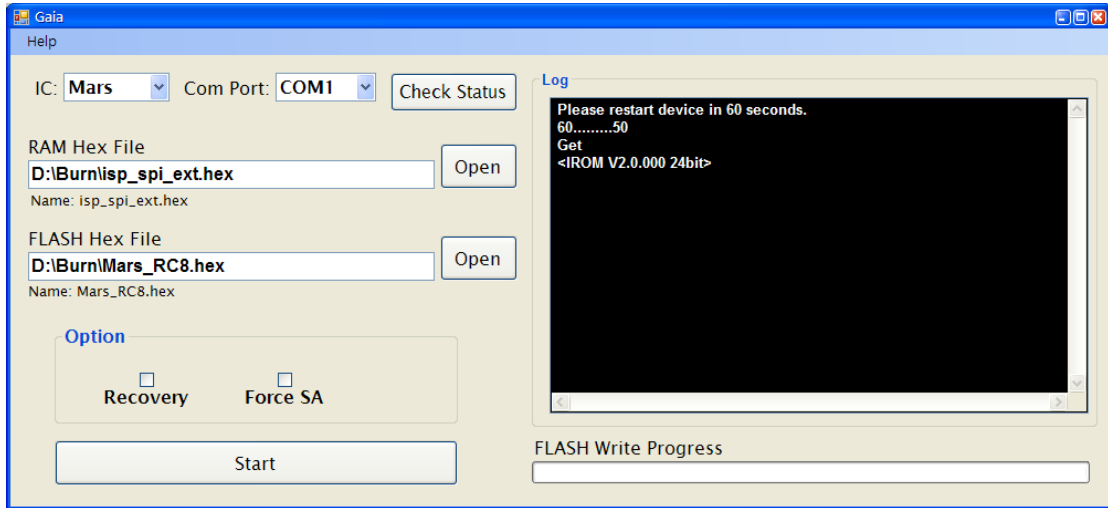 Gaia
Help
IC: Mars Com Port: COM1 Check Status
RAM Hex File
D:\Burn\isp_spi_ext.hex Open
Name: isp_spi_ext.hex
FLASH Hex File
D:\Burn\Mars_RC8.hex Open
Name: Mars_RC8.hex
Option
Recovery Force SA
Start
Log
Please restart device in 60 seconds.
60.........50
Get
<IROM V2.0.000 24bit>
FLASH Write Progress